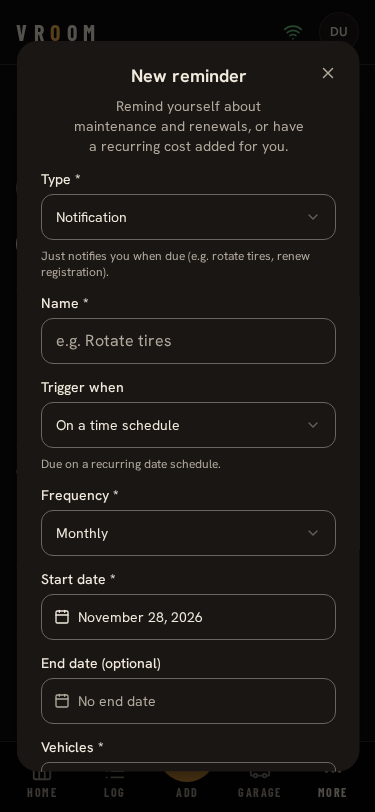 VROOM
DU
New reminder
Remind yourself about
maintenance and renewals, or have
a recurring cost added for you.
Type *
Notification
Just notifies you when due (e.g. rotate tires, renew
registration).
Name *
e.g. Rotate tires
Trigger when
On a time schedule
Due on a recurring date schedule.
Frequency *
Monthly
Start date *
November 28, 2026
End date (optional)
No end date
Vehicles *
HOME
LOG
ADD
GARAGE
MORE